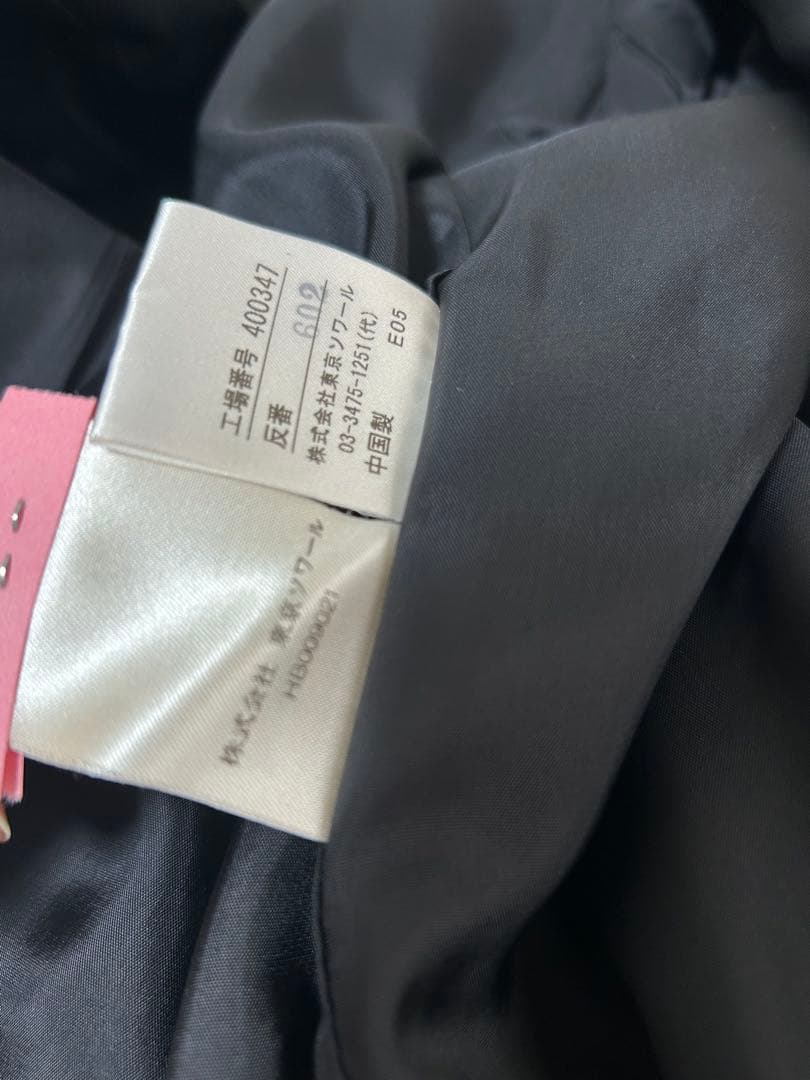 工場番号 400347
反番 602
株式会社東京ソワール
03-3475-1251(代)
中国製 E05
株式会社 東京ソワール
HB009021